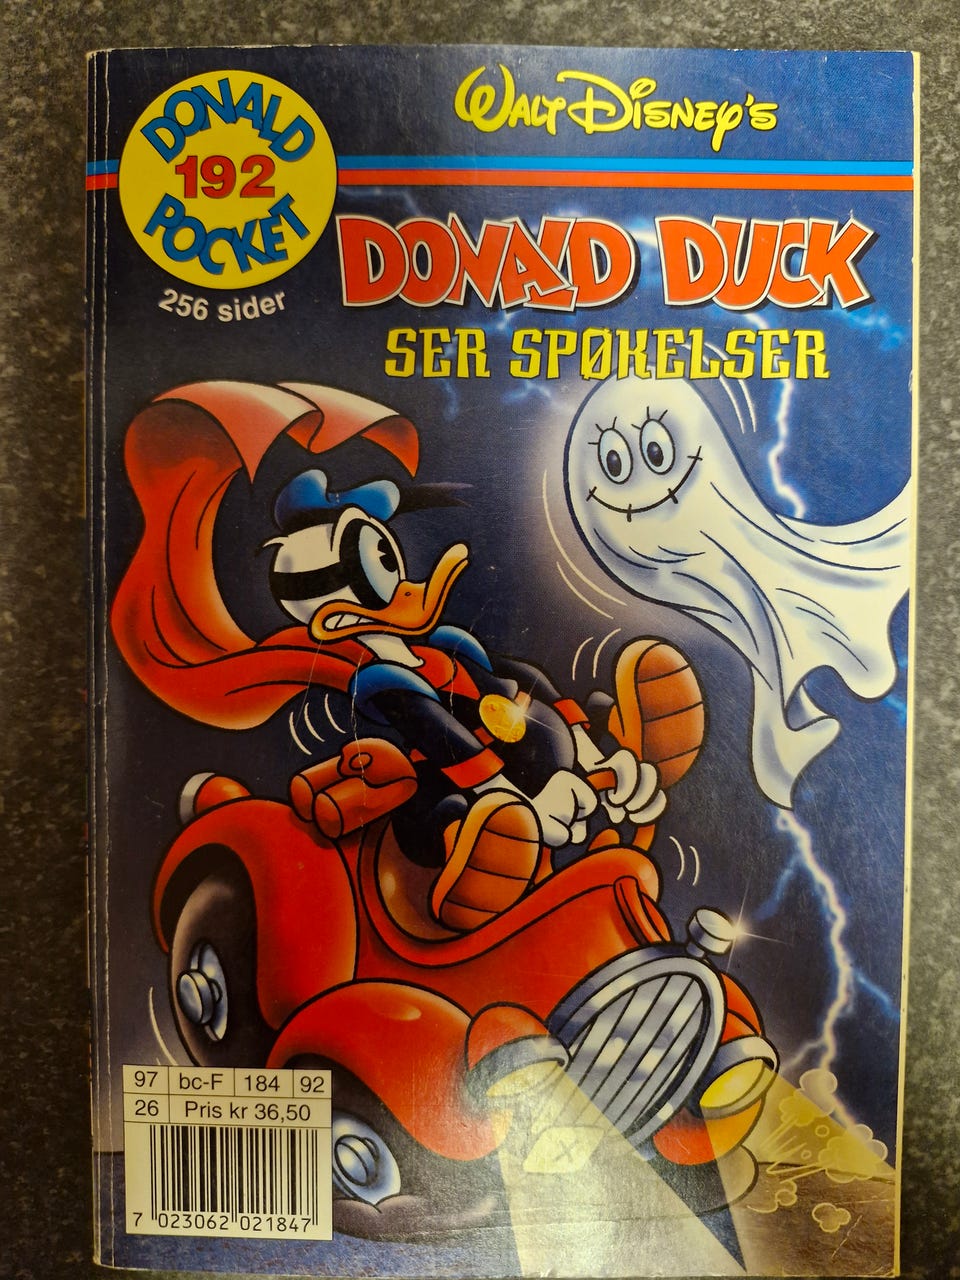 WALT DISNEY'S
DONALD
192
POCKET
256 sider
DONALD DUCK
SER SPØKELSER
97 bc-F 184 92
26 Pris kr 36,50
7 023062 021847